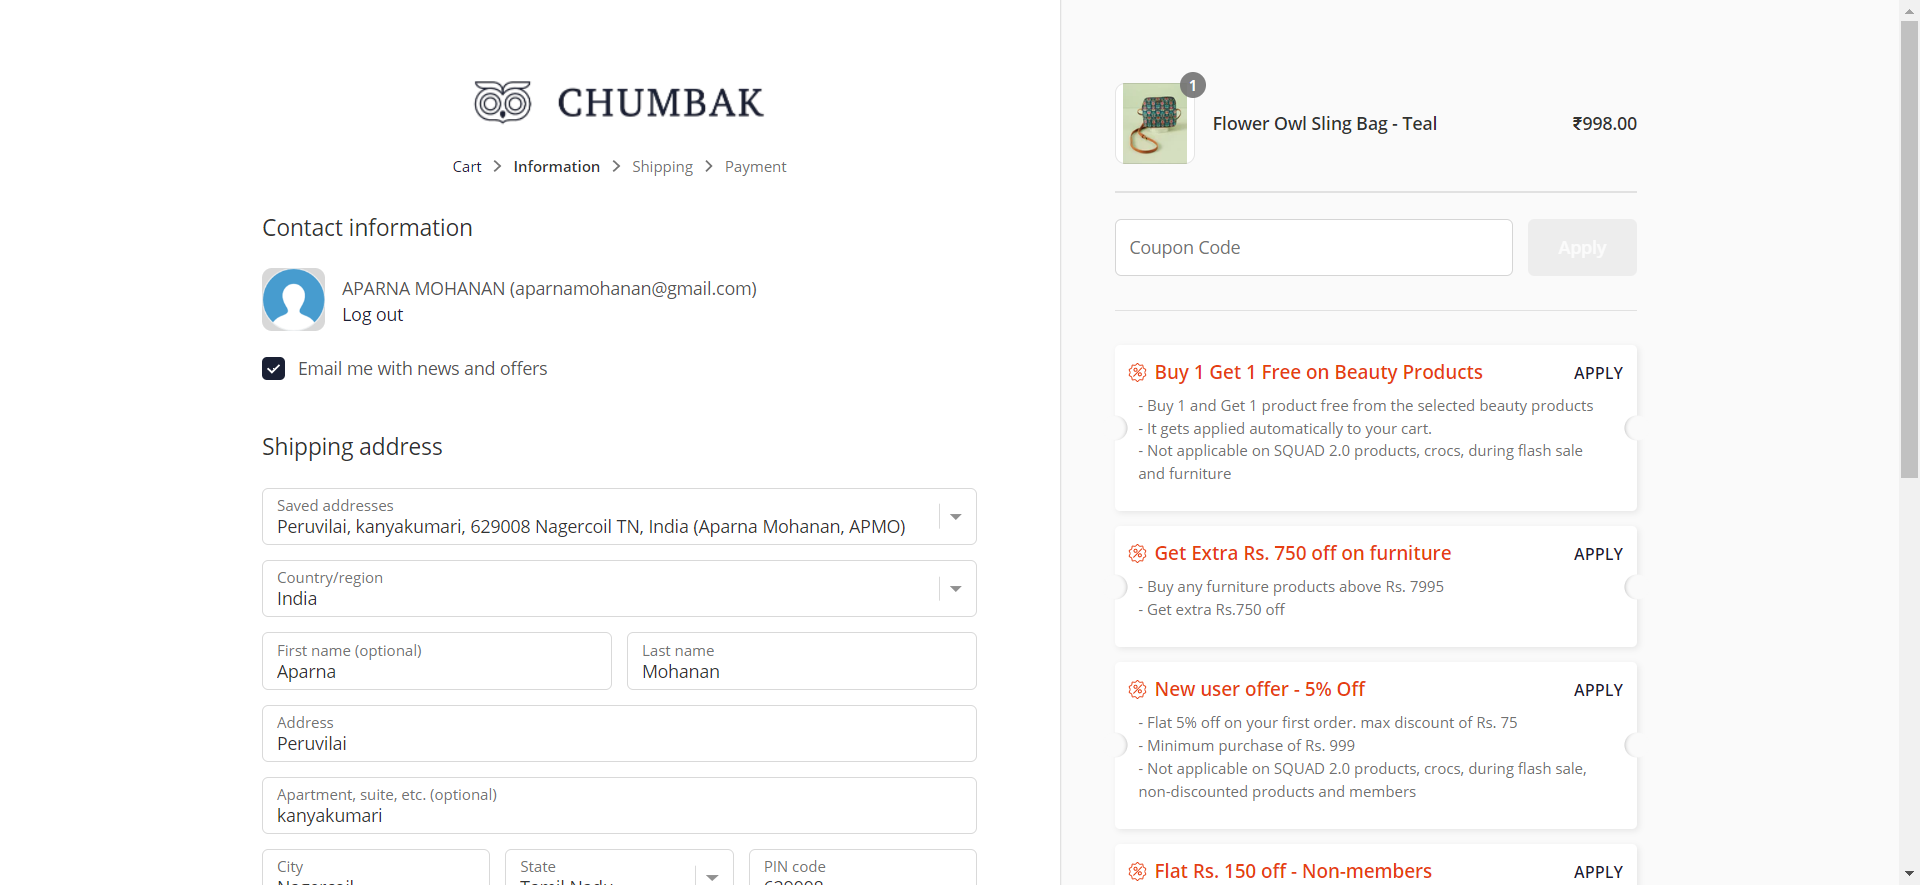 CHUMBAK
Cart > Information > Shipping > Payment
Contact information
APARNA MOHANAN (aparnamohanan@gmail.com)
Log out
Email me with news and offers
Shipping address
Saved addresses
Peruvilai, kanyakumari, 629008 Nagercoil TN, India (Aparna Mohanan, APMO)
Country/region
India
First name (optional)
Aparna
Last name
Mohanan
Address
Peruvilai
Apartment, suite, etc. (optional)
kanyakumari
City
Nagercoil
State
Tamil Nadu
PIN code
629008
1
Flower Owl Sling Bag - Teal
₹998.00
Coupon Code
Apply
Buy 1 Get 1 Free on Beauty Products
APPLY
- Buy 1 and Get 1 product free from the selected beauty products
- It gets applied automatically to your cart.
- Not applicable on SQUAD 2.0 products, crocs, during flash sale
and furniture
Get Extra Rs. 750 off on furniture
APPLY
- Buy any furniture products above Rs. 7995
- Get extra Rs.750 off
New user offer - 5% Off
APPLY
- Flat 5% off on your first order. max discount of Rs. 75
- Minimum purchase of Rs. 999
- Not applicable on SQUAD 2.0 products, crocs, during flash sale,
non-discounted products and members
Flat Rs. 150 off - Non-members
APPLY